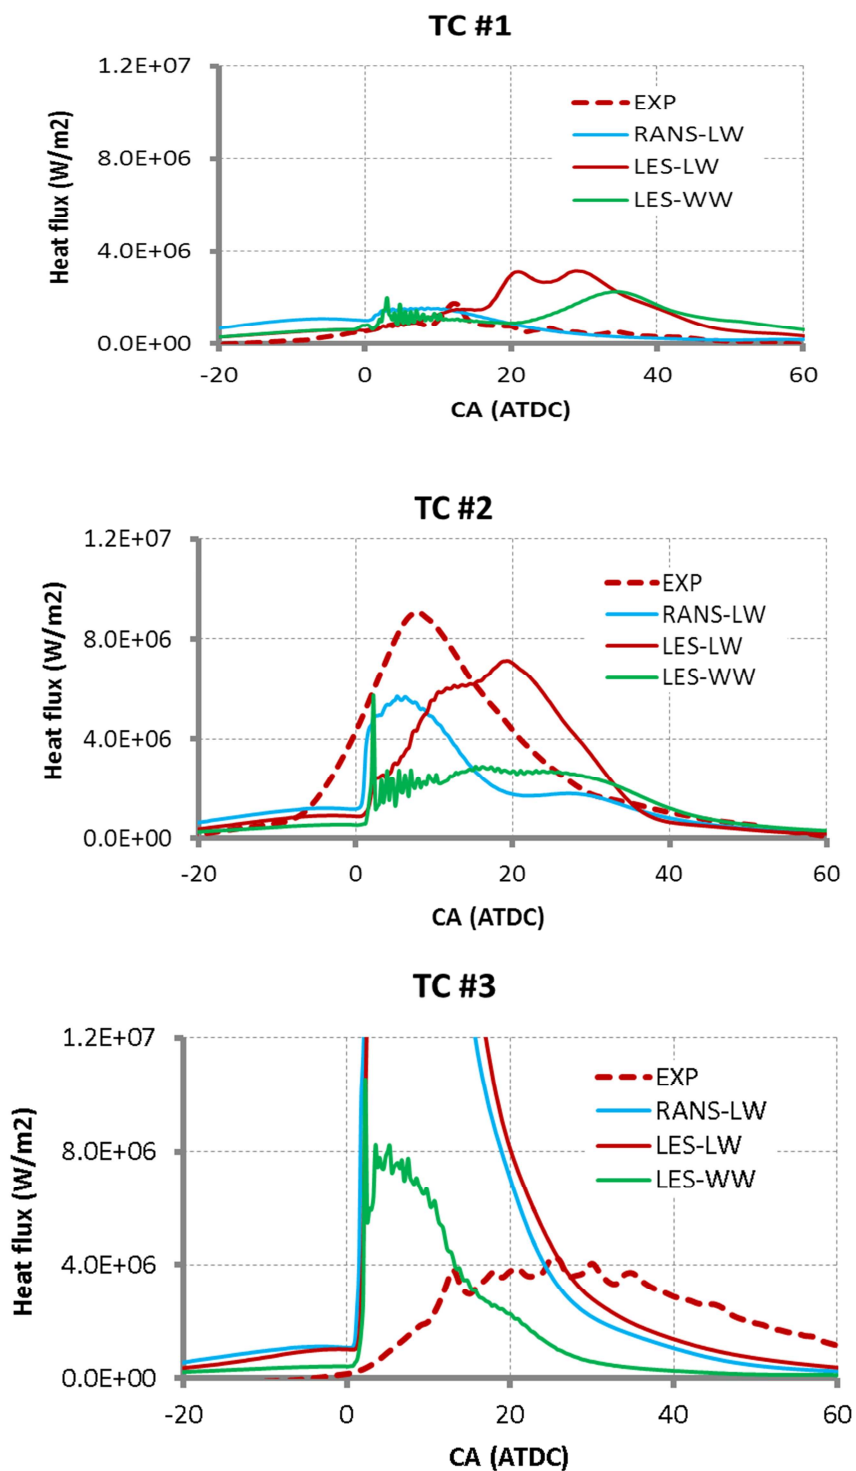 TC #1
1.2E+07
8.0E+06
4.0E+06
0.0E+00
Heat flux (W/m2)
EXP
RANS-LW
LES-LW
LES-WW
-20 0 20 40 60
CA (ATDC)
TC #2
1.2E+07
8.0E+06
4.0E+06
0.0E+00
Heat flux (W/m2)
EXP
RANS-LW
LES-LW
LES-WW
-20 0 20 40 60
CA (ATDC)
TC #3
1.2E+07
8.0E+06
4.0E+06
0.0E+00
Heat flux (W/m2)
EXP
RANS-LW
LES-LW
LES-WW
-20 0 20 40 60
CA (ATDC)